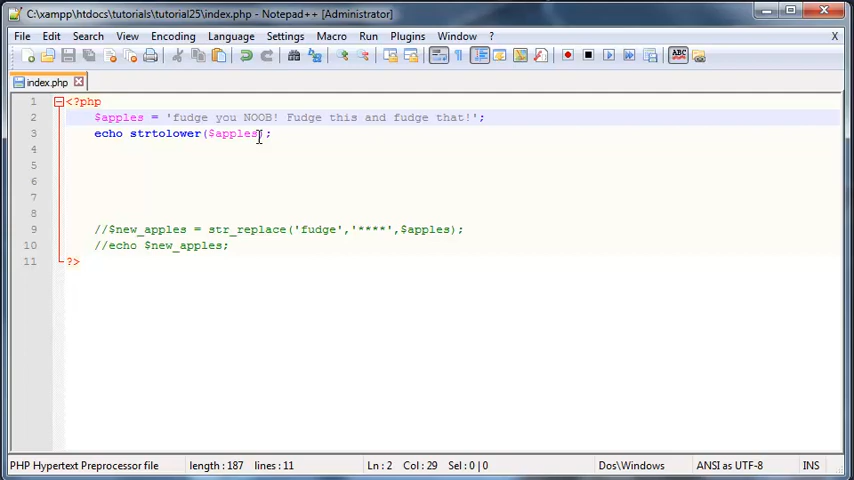 C:\xampp\htdocs\tutorials\tutorial25\index.php - Notepad++ [Administrator]
File Edit Search View Encoding Language Settings Macro Run Plugins Window ? X
index.php
1 <?php
2 $apples = 'fudge you NOOB! Fudge this and fudge that!';
3 echo strtolower($apples);
4
5
6
7
8
9 //$new_apples = str_replace('fudge','****',$apples);
10 //echo $new_apples;
11 ?>
PHP Hypertext Preprocessor file length : 187 lines : 11 Ln : 2 Col : 29 Sel : 0 | 0 Dos\Windows ANSI as UTF-8 INS